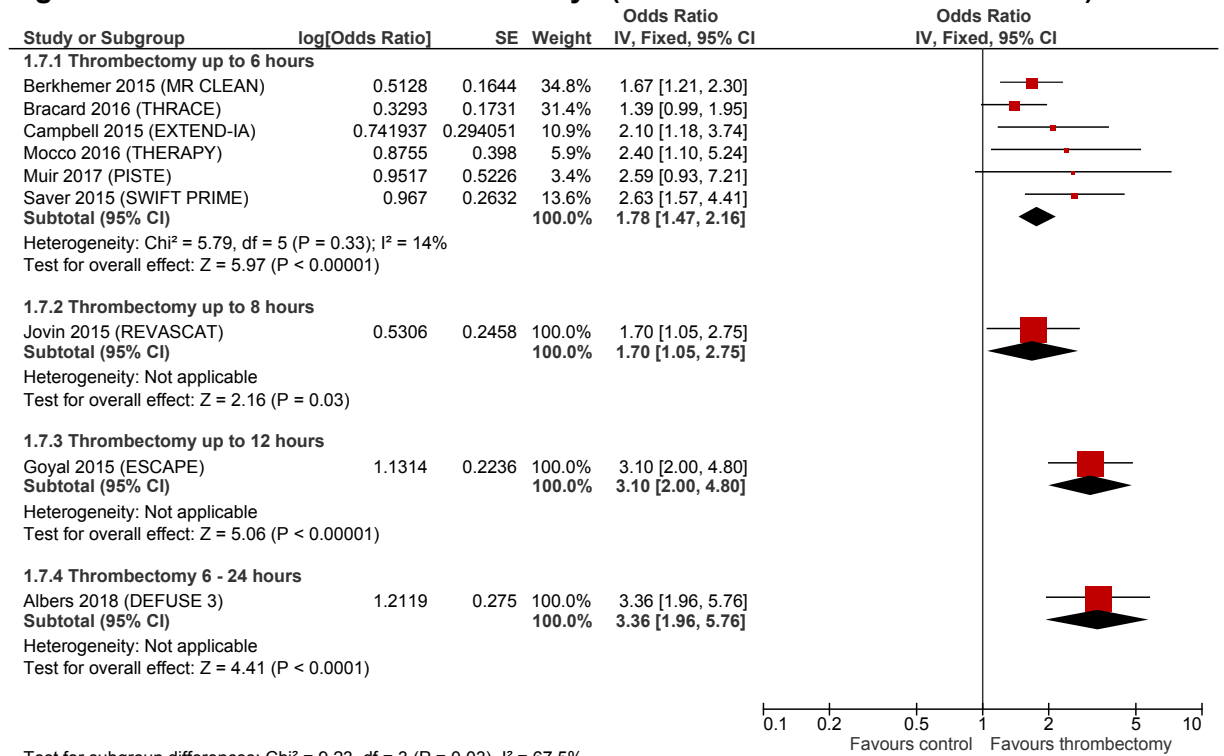 Odds Ratio Odds Ratio
Study or Subgroup log[Odds Ratio] SE Weight IV, Fixed, 95% CI IV, Fixed, 95% CI
1.7.1 Thrombectomy up to 6 hours
Berkhemer 2015 (MR CLEAN) 0.5128 0.1644 34.8% 1.67 [1.21, 2.30]
Bracard 2016 (THRACE) 0.3293 0.1731 31.4% 1.39 [0.99, 1.95]
Campbell 2015 (EXTEND-IA) 0.741937 0.294051 10.9% 2.10 [1.18, 3.74]
Mocco 2016 (THERAPY) 0.8755 0.398 5.9% 2.40 [1.10, 5.24]
Muir 2017 (PISTE) 0.9517 0.5226 3.4% 2.59 [0.93, 7.21]
Saver 2015 (SWIFT PRIME) 0.967 0.2632 13.6% 2.63 [1.57, 4.41]
Subtotal (95% CI) 100.0% 1.78 [1.47, 2.16]
Heterogeneity: Chi² = 5.79, df = 5 (P = 0.33); I² = 14%
Test for overall effect: Z = 5.97 (P < 0.00001)
1.7.2 Thrombectomy up to 8 hours
Jovin 2015 (REVASCAT) 0.5306 0.2458 100.0% 1.70 [1.05, 2.75]
Subtotal (95% CI) 100.0% 1.70 [1.05, 2.75]
Heterogeneity: Not applicable
Test for overall effect: Z = 2.16 (P = 0.03)
1.7.3 Thrombectomy up to 12 hours
Goyal 2015 (ESCAPE) 1.1314 0.2236 100.0% 3.10 [2.00, 4.80]
Subtotal (95% CI) 100.0% 3.10 [2.00, 4.80]
Heterogeneity: Not applicable
Test for overall effect: Z = 5.06 (P < 0.00001)
1.7.4 Thrombectomy 6 - 24 hours
Albers 2018 (DEFUSE 3) 1.2119 0.275 100.0% 3.36 [1.96, 5.76]
Subtotal (95% CI) 100.0% 3.36 [1.96, 5.76]
Heterogeneity: Not applicable
Test for overall effect: Z = 4.41 (P < 0.0001)
0.1 0.2 0.5 1 2 5 10
Favours control Favours thrombectomy